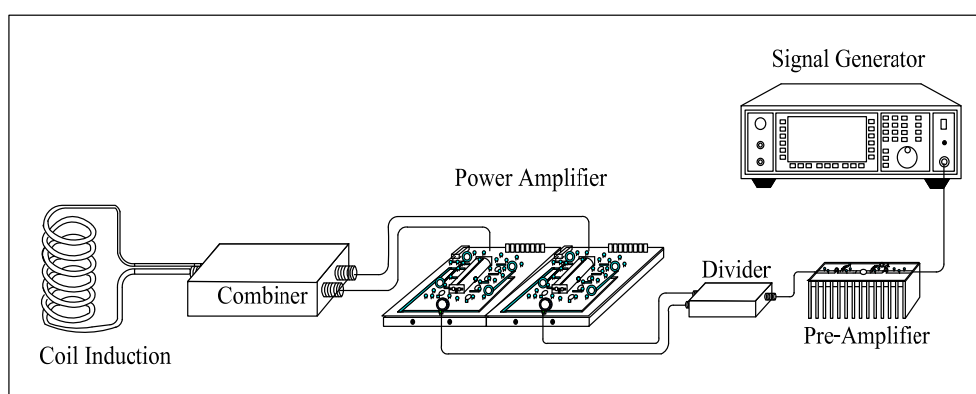 Signal Generator
Power Amplifier
Divider
Combiner
Pre-Amplifier
Coil Induction